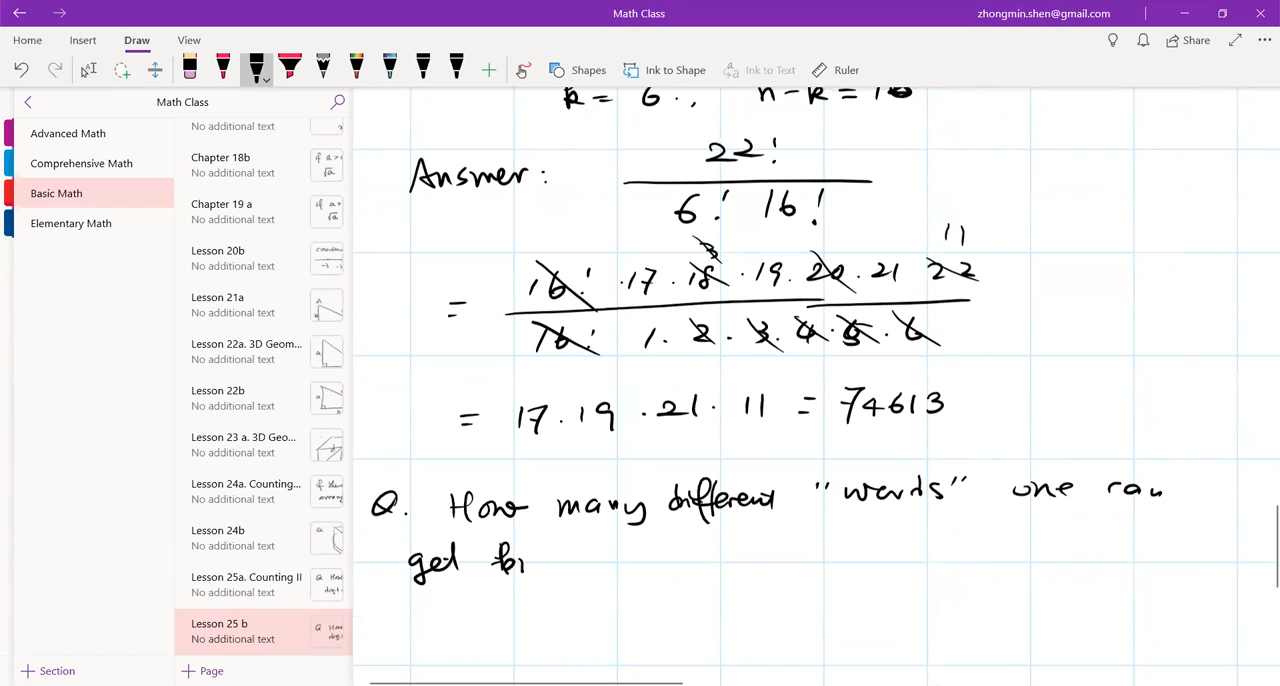 Math Class
zhongmin.shen@gmail.com
Home
Insert
Draw
View
Share
Shapes
Ink to Shape
Ink to Text
Ruler
Math Class
Advanced Math
Comprehensive Math
Basic Math
Elementary Math
No additional text
Chapter 18b
No additional text
Chapter 19 a
No additional text
Lesson 20b
No additional text
Lesson 21a
No additional text
Lesson 22a. 3D Geom...
No additional text
Lesson 22b
No additional text
Lesson 23 a. 3D Geo...
No additional text
Lesson 24a. Counting...
No additional text
Lesson 24b
No additional text
Lesson 25a. Counting II
No additional text
Lesson 25 b
No additional text
Section
Page
k = 6 ., n - k = 16
22!
Answer:
6! 16!
3 11
16! · 17 · 18 · 19 · 20 · 21 22
=
16! 1 · 2 · 3 · 4 · 5 · 6
= 17 · 19 · 21 · 11 = 74613
Q. How many different "words" one can
get